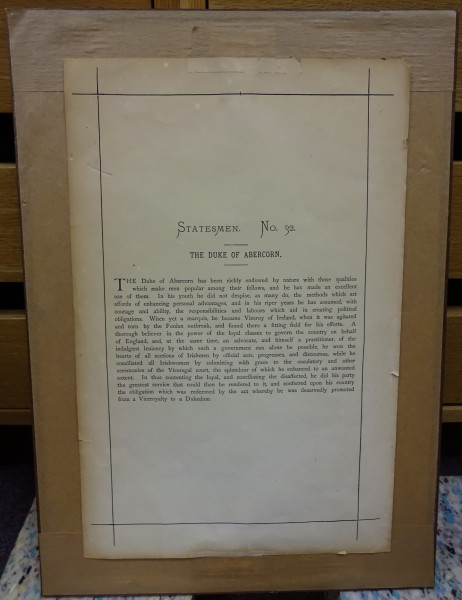 STATESMEN. No. 92.
THE DUKE OF ABERCORN.
THE Duke of Abercorn has been richly endowed by nature with those qualities
which make men popular among their fellows, and he has made an excellent
use of them. In his youth he did not despise, as many do, the methods which art
affords of enhancing personal advantages, and in his riper years he has assumed, with
courage and ability, the responsibilities and labours which aid in creating political
obligations. When yet a marquis, he became Viceroy of Ireland, when it was agitated
and torn by the Fenian outbreak, and found there a fitting field for his efforts. A
thorough believer in the power of the loyal classes to govern the country on behalf
of England, and, at the same time, an advocate, and himself a practitioner, of the
indulgent leniency by which such a government can alone be possible, he won the
hearts of all sections of Irishmen by official acts, progresses, and discourses, while he
conciliated all Irishwomen by submitting with grace to the osculatory and other
ceremonies of the Viceregal court, the splendour of which he enhanced to an unwonted
extent. In thus contenting the loyal, and conciliating the disaffected, he did his party
the greatest service that could then be rendered to it, and conferred upon his country
the obligation which was redeemed by the act whereby he was deservedly promoted
from a Viceroyalty to a Dukedom.